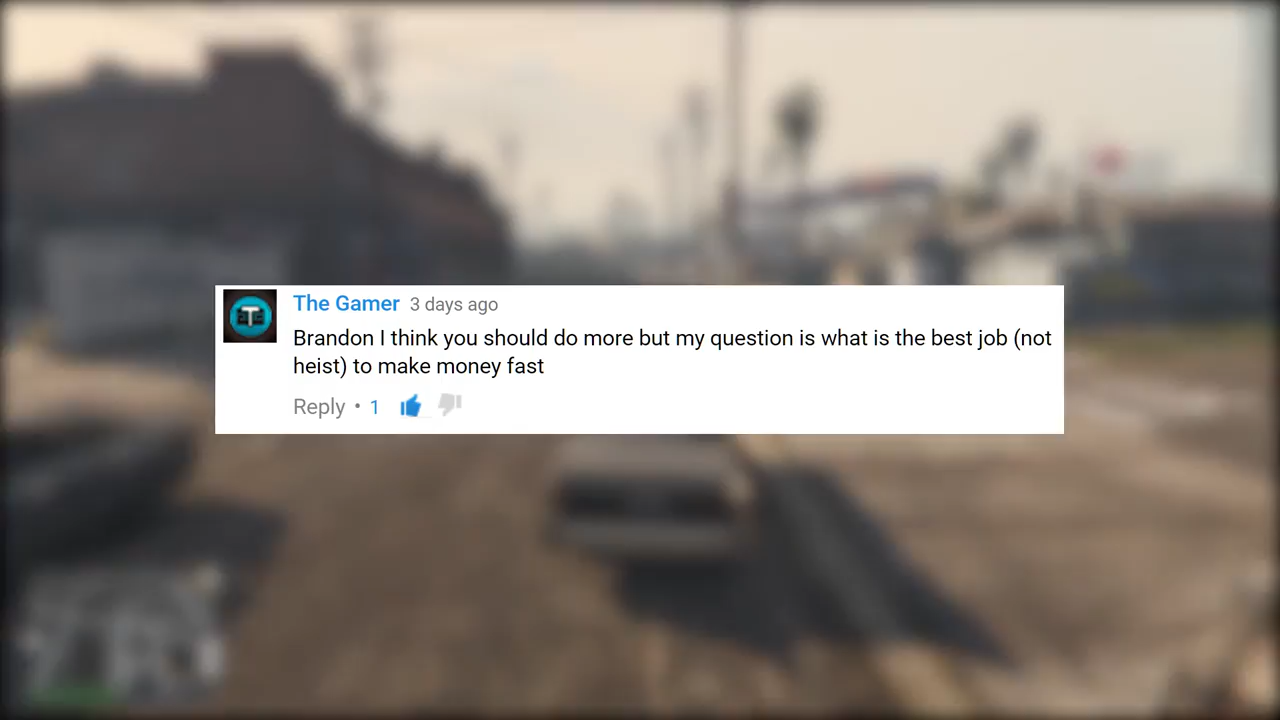 The Gamer 3 days ago
Brandon I think you should do more but my question is what is the best job (not
heist) to make money fast
Reply • 1